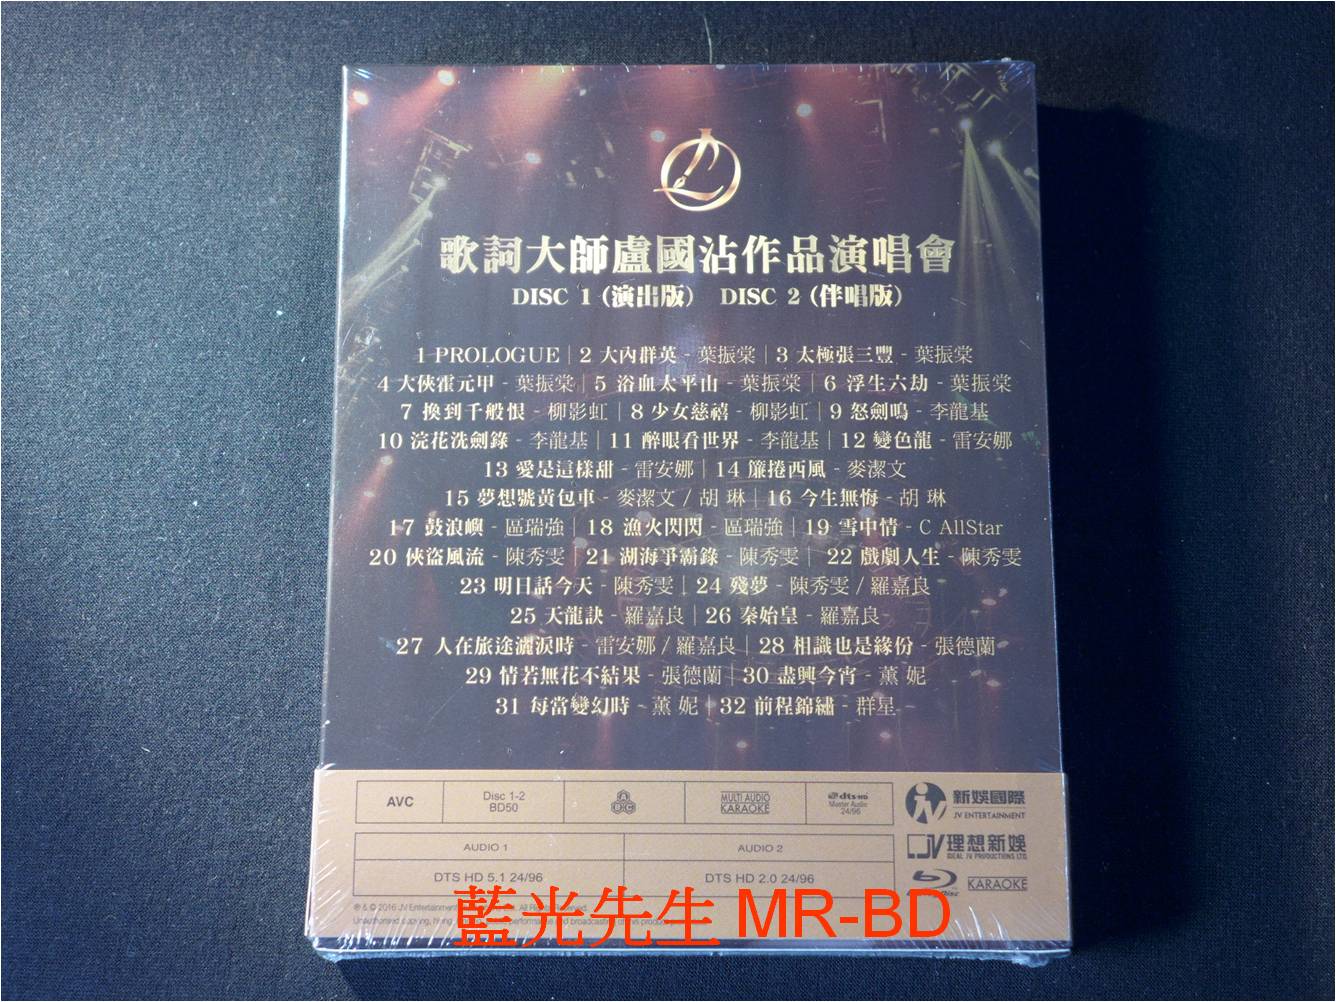 歌詞大師盧國沾作品演唱會
DISC 1 (演出版) DISC 2 (伴唱版)
1 PROLOGUE | 2 大內群英 - 葉振棠 | 3 太極張三豐 - 葉振棠
4 大俠霍元甲 - 葉振棠 | 5 浴血太平山 - 葉振棠 | 6 浮生六劫 - 葉振棠
7 換到千般恨 - 柳影虹 | 8 少女慈禧 - 柳影虹 | 9 怒劍鳴 - 李龍基
10 浣花洗劍錄 - 李龍基 | 11 醉眼看世界 - 李龍基 | 12 變色龍 - 雷安娜
13 愛是這樣甜 - 雷安娜 | 14 簾捲西風 - 麥潔文
15 夢想號黃包車 - 麥潔文 / 胡 琳 | 16 今生無悔 - 胡 琳
17 鼓浪嶼 - 區瑞強 | 18 漁火閃閃 - 區瑞強 | 19 雪中情 - C AllStar
20 俠盜風流 - 陳秀雯 | 21 湖海爭霸錄 - 陳秀雯 | 22 戲劇人生 - 陳秀雯
23 明日話今天 - 陳秀雯 | 24 殘夢 - 陳秀雯 / 羅嘉良
25 天龍訣 - 羅嘉良 | 26 秦始皇 - 羅嘉良
27 人在旅途灑淚時 - 雷安娜 / 羅嘉良 | 28 相識也是緣份 - 張德蘭
29 情若無花不結果 - 張德蘭 | 30 盡興今宵 - 薰 妮
31 每當變幻時 - 薰 妮 | 32 前程錦繡 - 群星
AVC
Disc 1-2
BD50
MULTI AUDIO
KARAOKE
dts-HD
Master Audio
24/96
新娛國際
JV ENTERTAINMENT
AUDIO 1
AUDIO 2
DTS HD 5.1 24/96
DTS HD 2.0 24/96
理想新娛
IDEAL JV PRODUCTIONS LTD.
KARAOKE
℗ & © 2016 JV Entertainment
All Rights Reserved
藍光先生 MR-BD